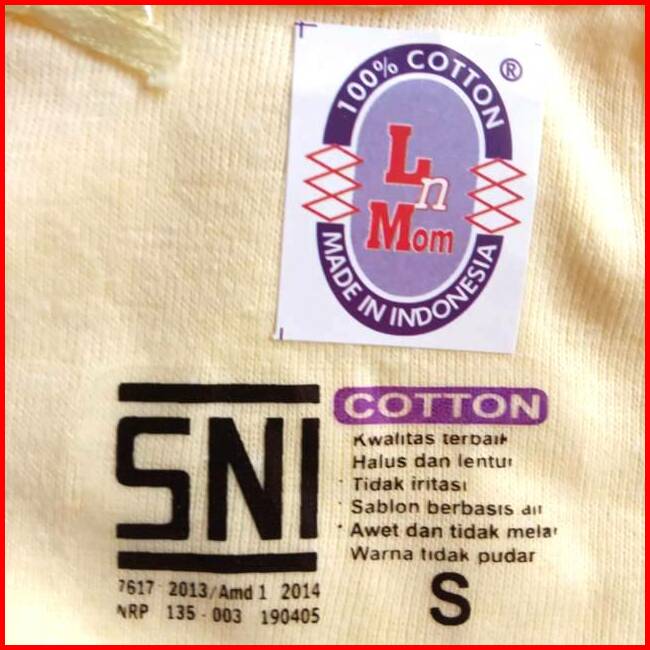 100% COTTON ®
L n
Mom
MADE IN INDONESIA
SNI
7617 2013/Amd 1 2014
NRP 135-003 190405
COTTON
Kwalitas terbaik
Halus dan lentur
Tidak iritasi
Sablon berbasis air
Awet dan tidak melar
Warna tidak pudar
S